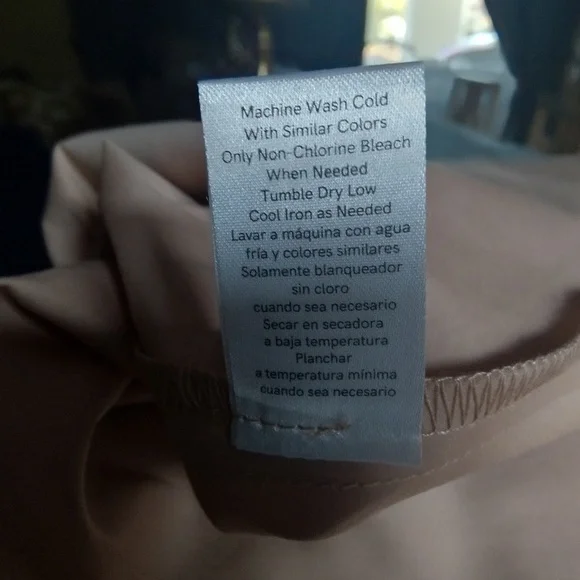 Machine Wash Cold
With Similar Colors
Only Non-Chlorine Bleach
When Needed
Tumble Dry Low
Cool Iron as Needed
Lavar a máquina con agua
fría y colores similares
Solamente blanqueador
sin cloro
cuando sea necesario
Secar en secadora
a baja temperatura
Planchar
a temperatura mínima
cuando sea necesario